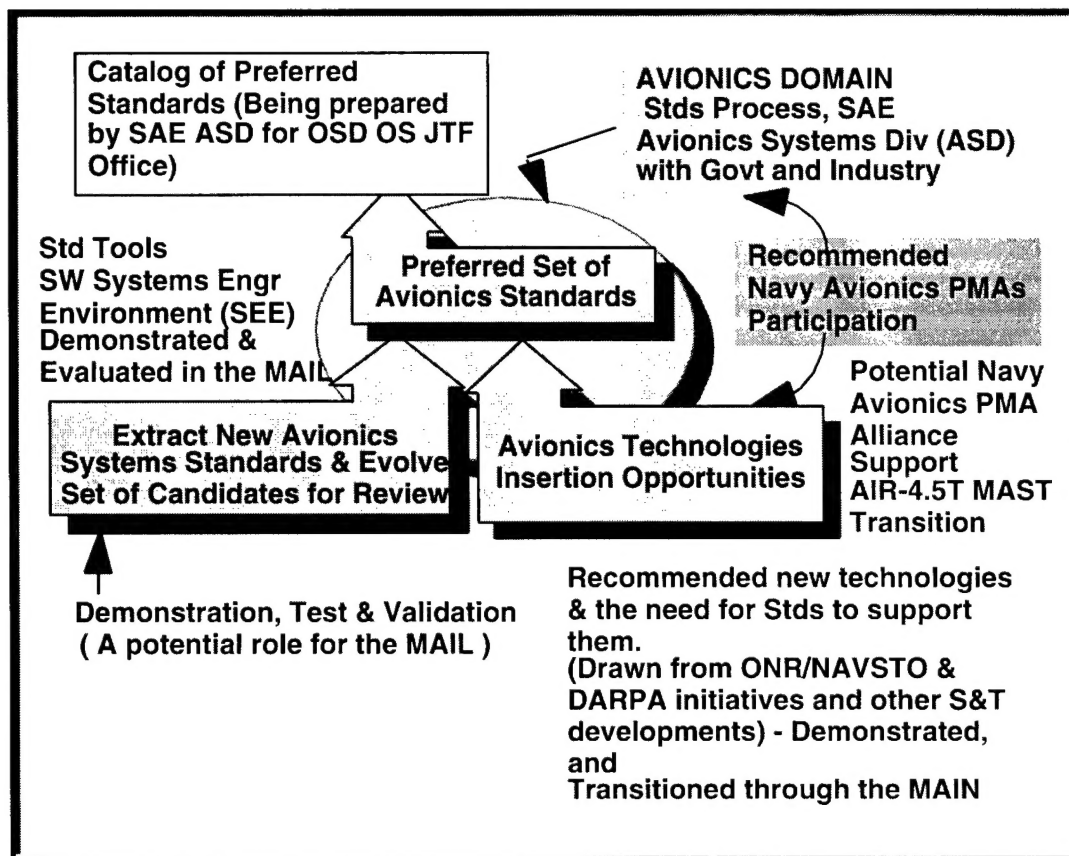 Catalog of Preferred
Standards (Being prepared
by SAE ASD for OSD OS JTF
Office)
AVIONICS DOMAIN
Stds Process, SAE
Avionics Systems Div (ASD)
with Govt and Industry
Std Tools
SW Systems Engr
Environment (SEE)
Demonstrated &
Evaluated in the MAIL
Preferred Set of
Avionics Standards
Recommended
Navy Avionics PMAs
Participation
Potential Navy
Avionics PMA
Alliance
Support
AIR-4.5T MAST
Transition
Extract New Avionics
Systems Standards & Evolve
Set of Candidates for Review
Avionics Technologies
Insertion Opportunities
Demonstration, Test & Validation
( A potential role for the MAIL )
Recommended new technologies
& the need for Stds to support
them.
(Drawn from ONR/NAVSTO &
DARPA initiatives and other S&T
developments) - Demonstrated,
and
Transitioned through the MAIN